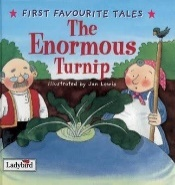 FIRST FAVOURITE TALES
The
Enormous
Turnip
illustrated by Jan Lewis
Ladybird